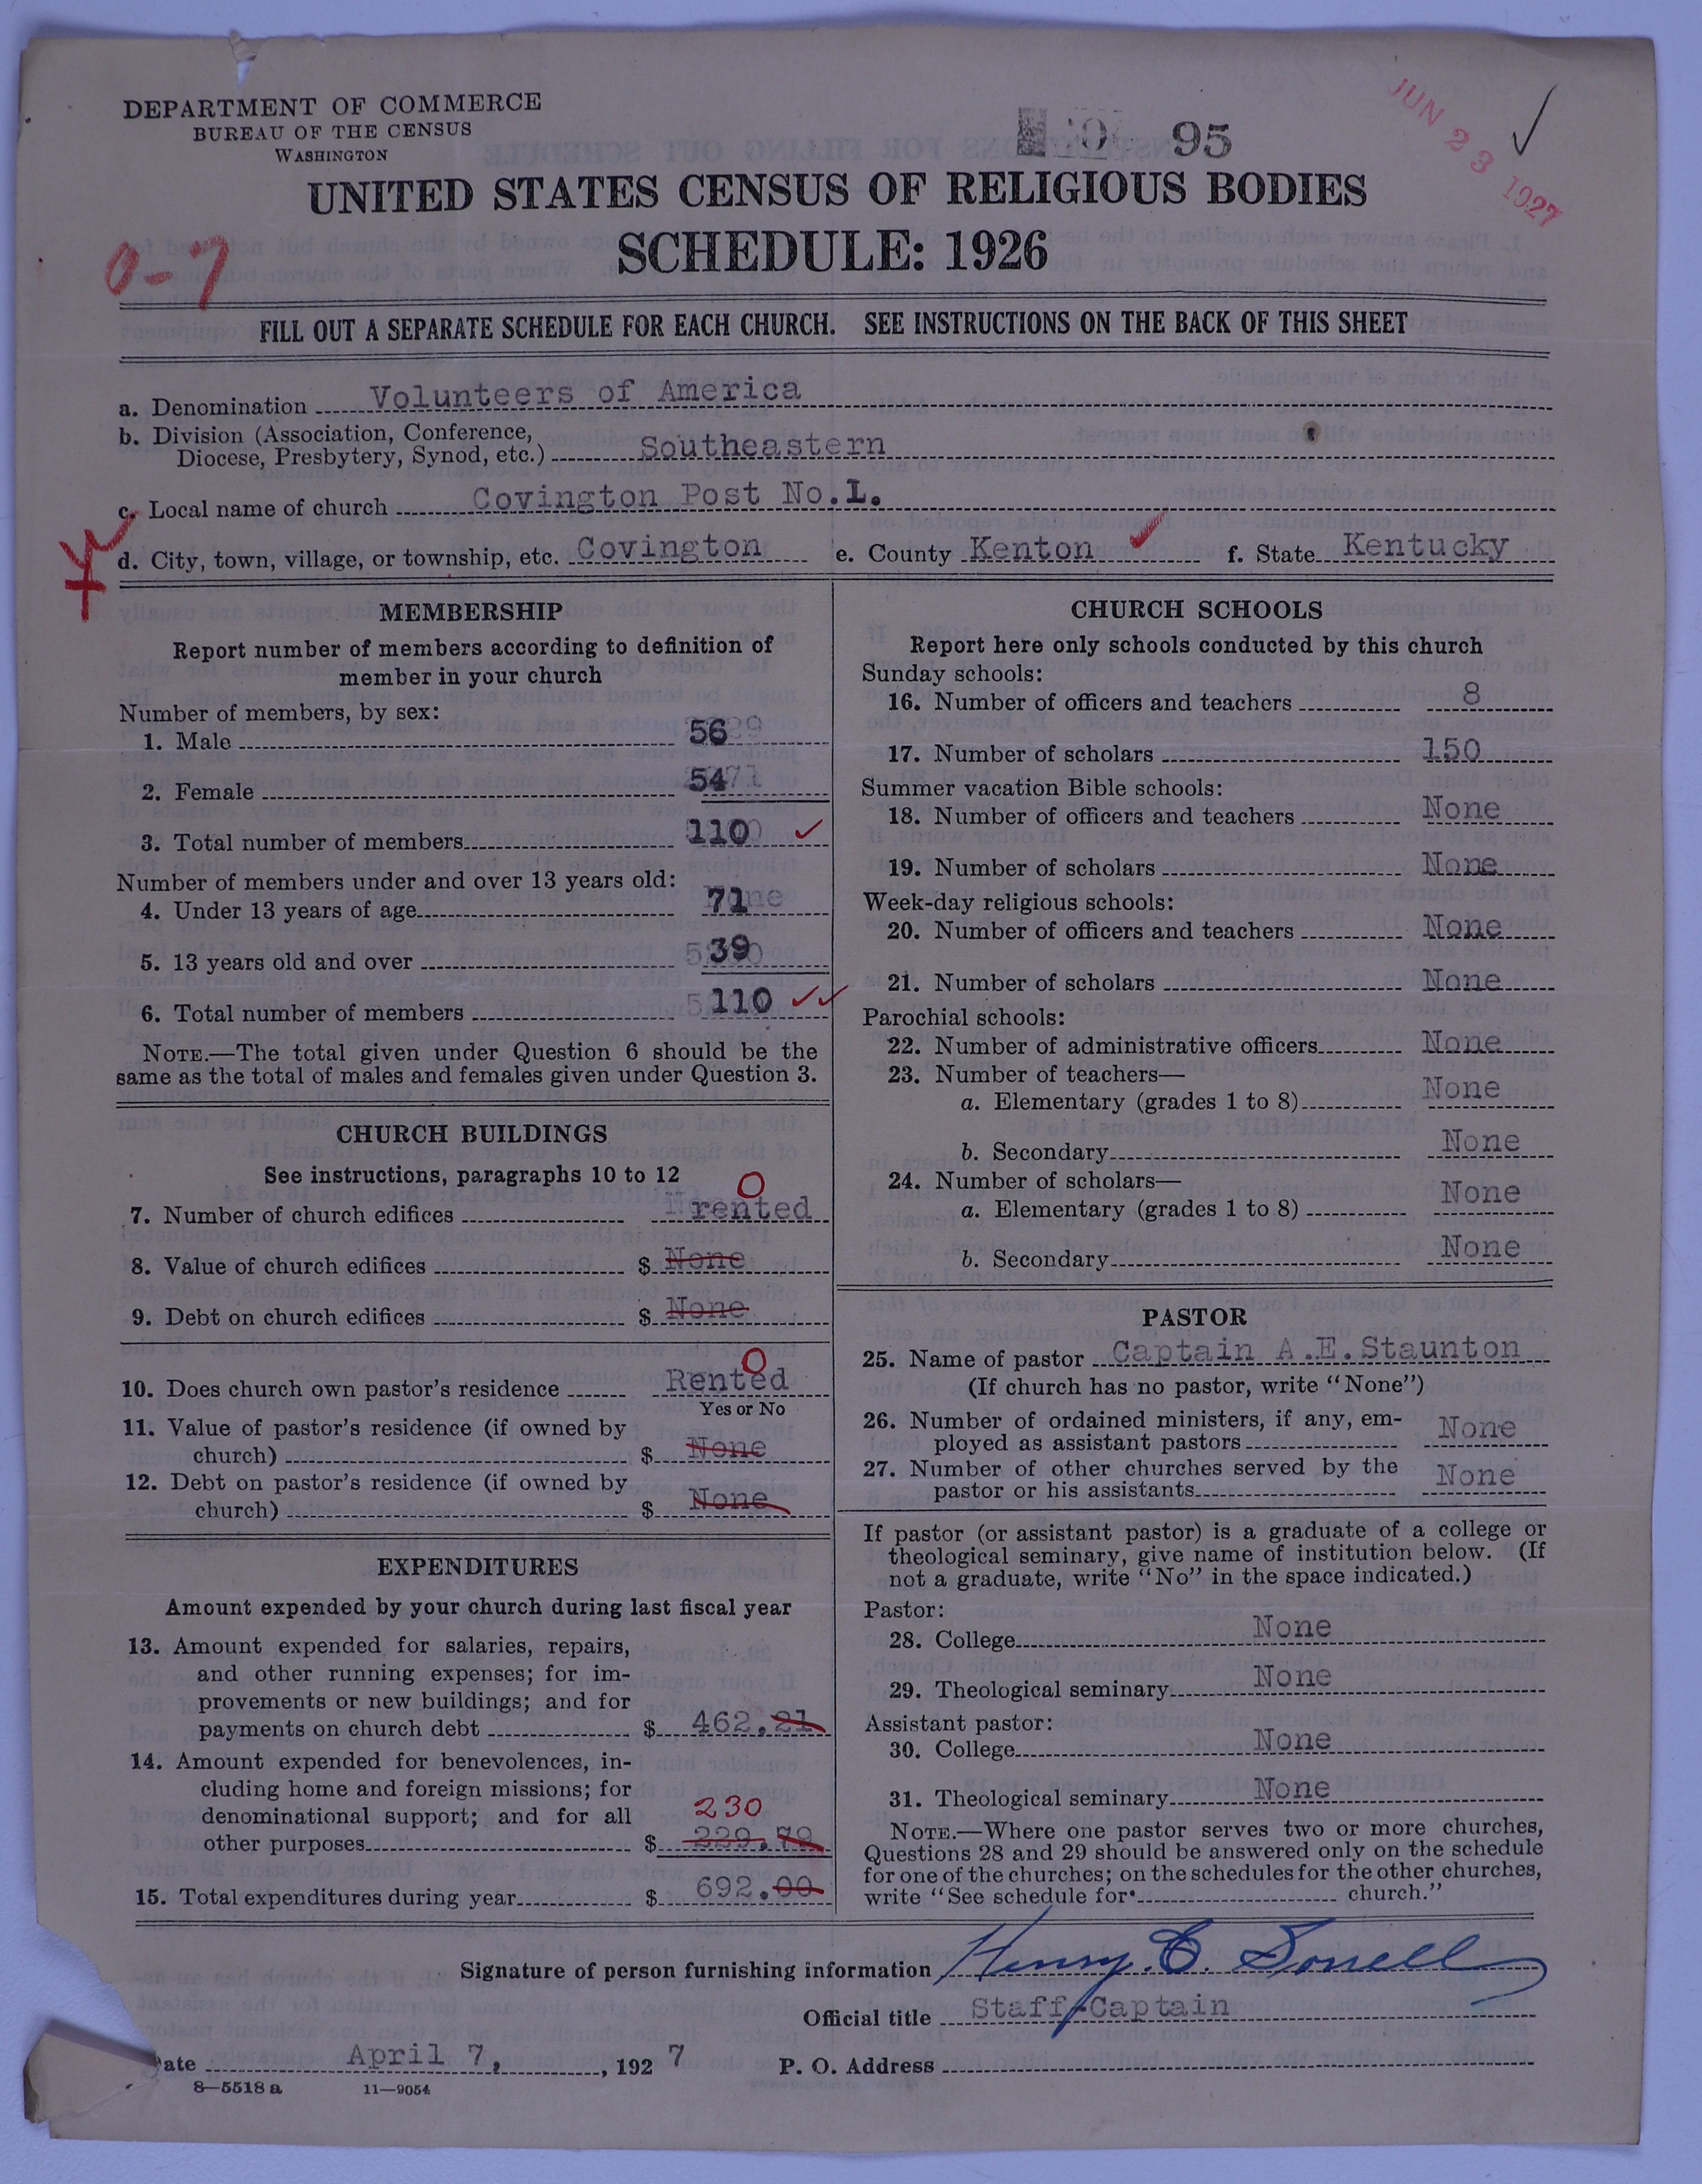 DEPARTMENT OF COMMERCE
BUREAU OF THE CENSUS
WASHINGTON
95
JUN 23 1927
UNITED STATES CENSUS OF RELIGIOUS BODIES
SCHEDULE: 1926
0-7
FILL OUT A SEPARATE SCHEDULE FOR EACH CHURCH. SEE INSTRUCTIONS ON THE BACK OF THIS SHEET
a. Denomination Volunteers of America
b. Division (Association, Conference,
Diocese, Presbytery, Synod, etc.) Southeastern
c. Local name of church Covington Post No.1.
d. City, town, village, or township, etc. Covington e. County Kenton f. State Kentucky
MEMBERSHIP
Report number of members according to definition of
member in your church
Number of members, by sex:
1. Male 56
2. Female 54
3. Total number of members 110
Number of members under and over 13 years old:
4. Under 13 years of age 71
5. 13 years old and over 39
6. Total number of members 110
NOTE.—The total given under Question 6 should be the
same as the total of males and females given under Question 3.
CHURCH BUILDINGS
See instructions, paragraphs 10 to 12
0
7. Number of church edifices rented
8. Value of church edifices $ None
9. Debt on church edifices $ None
0
10. Does church own pastor's residence Rented
Yes or No
11. Value of pastor's residence (if owned by
church) $ None
12. Debt on pastor's residence (if owned by
church) $ None
EXPENDITURES
Amount expended by your church during last fiscal year
13. Amount expended for salaries, repairs,
and other running expenses; for im-
provements or new buildings; and for
payments on church debt $ 462.21
14. Amount expended for benevolences, in-
cluding home and foreign missions; for
denominational support; and for all 230
other purposes $ 229.79
15. Total expenditures during year $ 692.00
CHURCH SCHOOLS
Report here only schools conducted by this church
Sunday schools:
16. Number of officers and teachers 8
17. Number of scholars 150
Summer vacation Bible schools:
18. Number of officers and teachers None
19. Number of scholars None
Week-day religious schools:
20. Number of officers and teachers None
21. Number of scholars None
Parochial schools:
22. Number of administrative officers None
23. Number of teachers—
a. Elementary (grades 1 to 8) None
b. Secondary None
24. Number of scholars—
a. Elementary (grades 1 to 8) None
b. Secondary None
PASTOR
25. Name of pastor Captain A.E.Staunton
(If church has no pastor, write "None")
26. Number of ordained ministers, if any, em-
ployed as assistant pastors None
27. Number of other churches served by the
pastor or his assistants None
If pastor (or assistant pastor) is a graduate of a college or
theological seminary, give name of institution below. (If
not a graduate, write "No" in the space indicated.)
Pastor:
28. College None
29. Theological seminary None
Assistant pastor:
30. College None
31. Theological seminary None
NOTE.—Where one pastor serves two or more churches,
Questions 28 and 29 should be answered only on the schedule
for one of the churches; on the schedules for the other churches,
write "See schedule for church."
Signature of person furnishing information Henry C. Sorrell
Official title Staff-Captain
ate April 7, , 192 7 P. O. Address
8—5518 a 11—9054